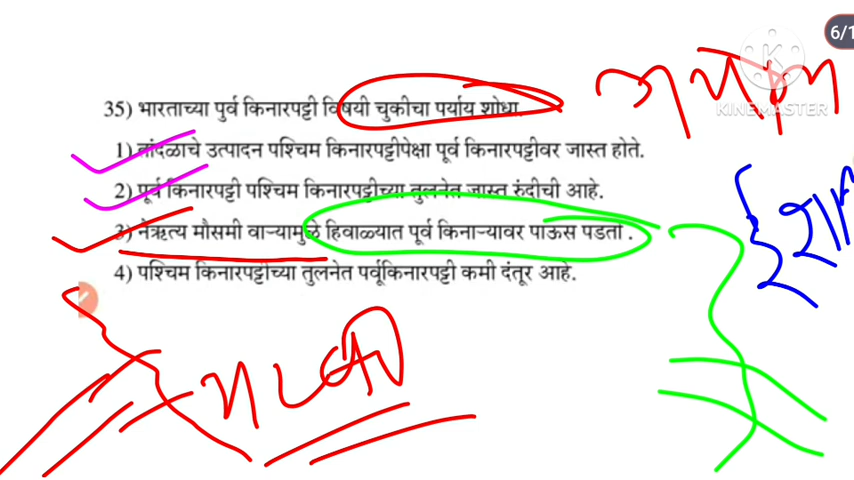 6/1
KINEMASTER
35) भारताच्या पुर्व किनारपट्टी विषयी चुकीचा पर्याय शोधा.
1) तांदळाचे उत्पादन पश्चिम किनारपट्टीपेक्षा पूर्व किनारपट्टीवर जास्त होते.
2) पूर्व किनारपट्टी पश्चिम किनारपट्टीच्या तुलनेत जास्त रुंदीची आहे.
3) नैऋत्य मौसमी वाऱ्यामुळे हिवाळ्यात पूर्व किनाऱ्यावर पाऊस पडतो .
4) पश्चिम किनारपट्टीच्या तुलनेत पर्वूकिनारपट्टी कमी दंतूर आहे.